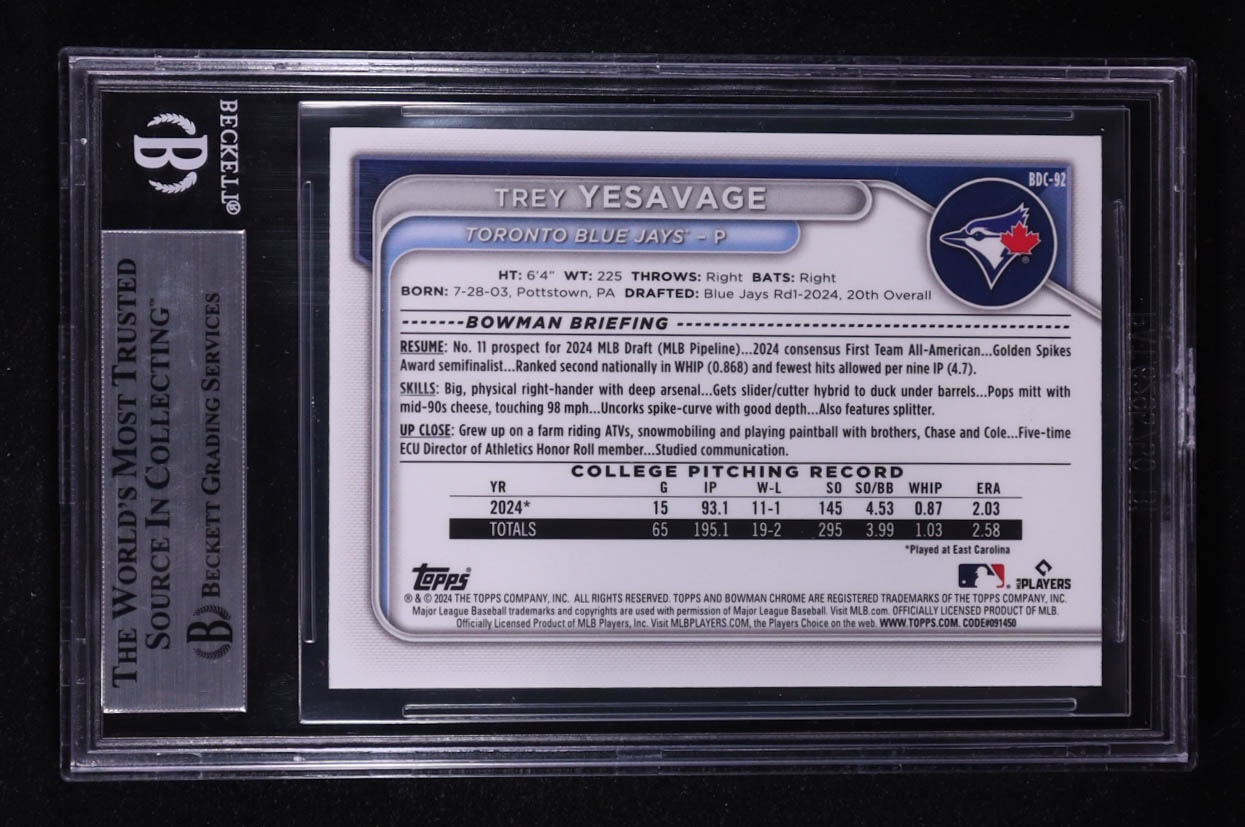 BECKETT®
B
THE WORLD'S MOST TRUSTED
SOURCE IN COLLECTING™
B BECKETT GRADING SERVICES
BDC-92
TREY YESAVAGE
TORONTO BLUE JAYS™ – P
HT: 6'4" WT: 225 THROWS: Right BATS: Right
BORN: 7-28-03, Pottstown, PA DRAFTED: Blue Jays Rd1-2024, 20th Overall
BOWMAN BRIEFING
RESUME: No. 11 prospect for 2024 MLB Draft (MLB Pipeline)...2024 consensus First Team All-American...Golden Spikes
Award semifinalist...Ranked second nationally in WHIP (0.868) and fewest hits allowed per nine IP (4.7).
SKILLS: Big, physical right-hander with deep arsenal...Gets slider/cutter hybrid to duck under barrels...Pops mitt with
mid-90s cheese, touching 98 mph...Uncorks spike-curve with good depth...Also features splitter.
UP CLOSE: Grew up on a farm riding ATVs, snowmobiling and playing paintball with brothers, Chase and Cole...Five-time
ECU Director of Athletics Honor Roll member...Studied communication.
COLLEGE PITCHING RECORD
YR G IP W-L SO SO/BB WHIP ERA
2024* 15 93.1 11-1 145 4.53 0.87 2.03
TOTALS 65 195.1 19-2 295 3.99 1.03 2.58
*Played at East Carolina
Topps® MLB PLAYERS
® & © 2024 THE TOPPS COMPANY, INC. ALL RIGHTS RESERVED. TOPPS AND BOWMAN CHROME ARE REGISTERED TRADEMARKS OF THE TOPPS COMPANY, INC.
Major League Baseball trademarks and copyrights are used with permission of Major League Baseball. Visit MLB.com. OFFICIALLY LICENSED PRODUCT OF MLB.
Officially Licensed Product of MLB Players, Inc. Visit MLBPLAYERS.COM, the Players Choice on the web. WWW.TOPPS.COM. CODE#091450